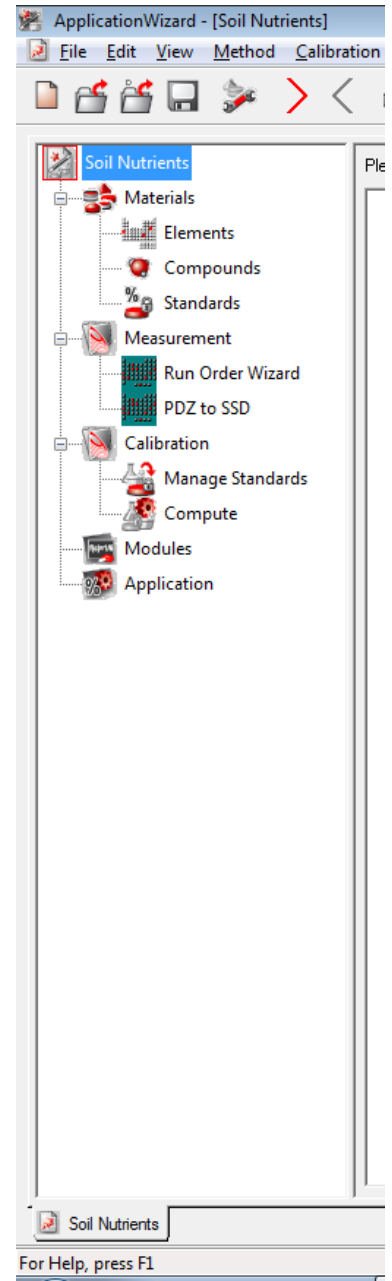 ApplicationWizard - [Soil Nutrients]
File Edit View Method Calibration
Soil Nutrients
Ple
Materials
Elements
Compounds
Standards
Measurement
Run Order Wizard
PDZ to SSD
Calibration
Manage Standards
Compute
Modules
Application
Soil Nutrients
For Help, press F1